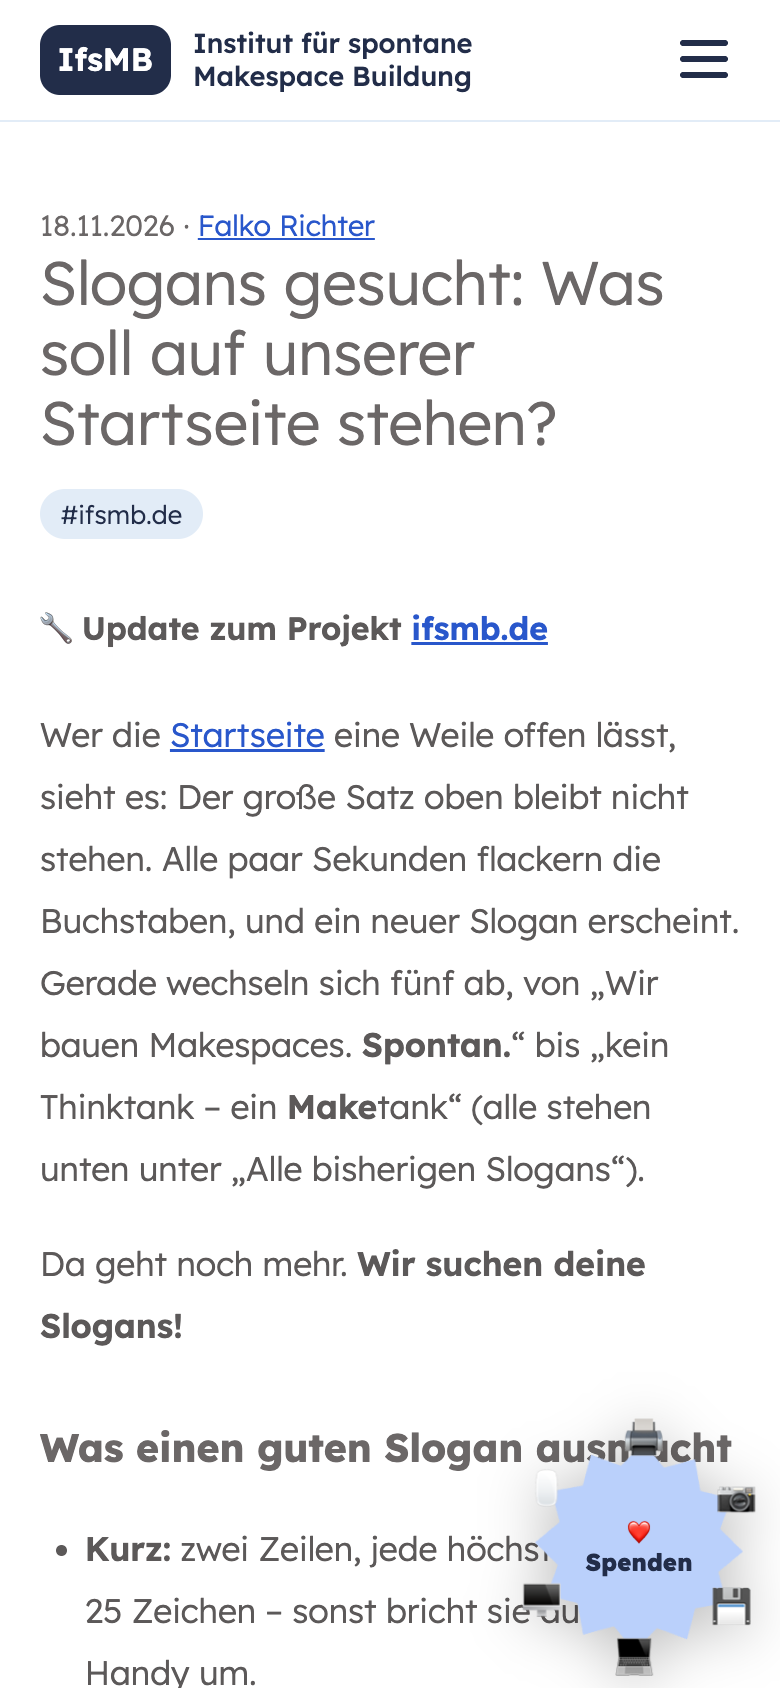 IfsMB
Institut für spontane
Makespace Buildung
18.11.2026 · Falko Richter
Slogans gesucht: Was
soll auf unserer
Startseite stehen?
#ifsmb.de
Update zum Projekt ifsmb.de
Wer die Startseite eine Weile offen lässt,
sieht es: Der große Satz oben bleibt nicht
stehen. Alle paar Sekunden flackern die
Buchstaben, und ein neuer Slogan erscheint.
Gerade wechseln sich fünf ab, von „Wir
bauen Makespaces. Spontan.“ bis „kein
Thinktank – ein Maketank“ (alle stehen
unten unter „Alle bisherigen Slogans“).
Da geht noch mehr. Wir suchen deine
Slogans!
Was einen guten Slogan ausmacht
Kurz: zwei Zeilen, jede
25 Zeichen – sonst bricht sie
Handy um.
Spenden